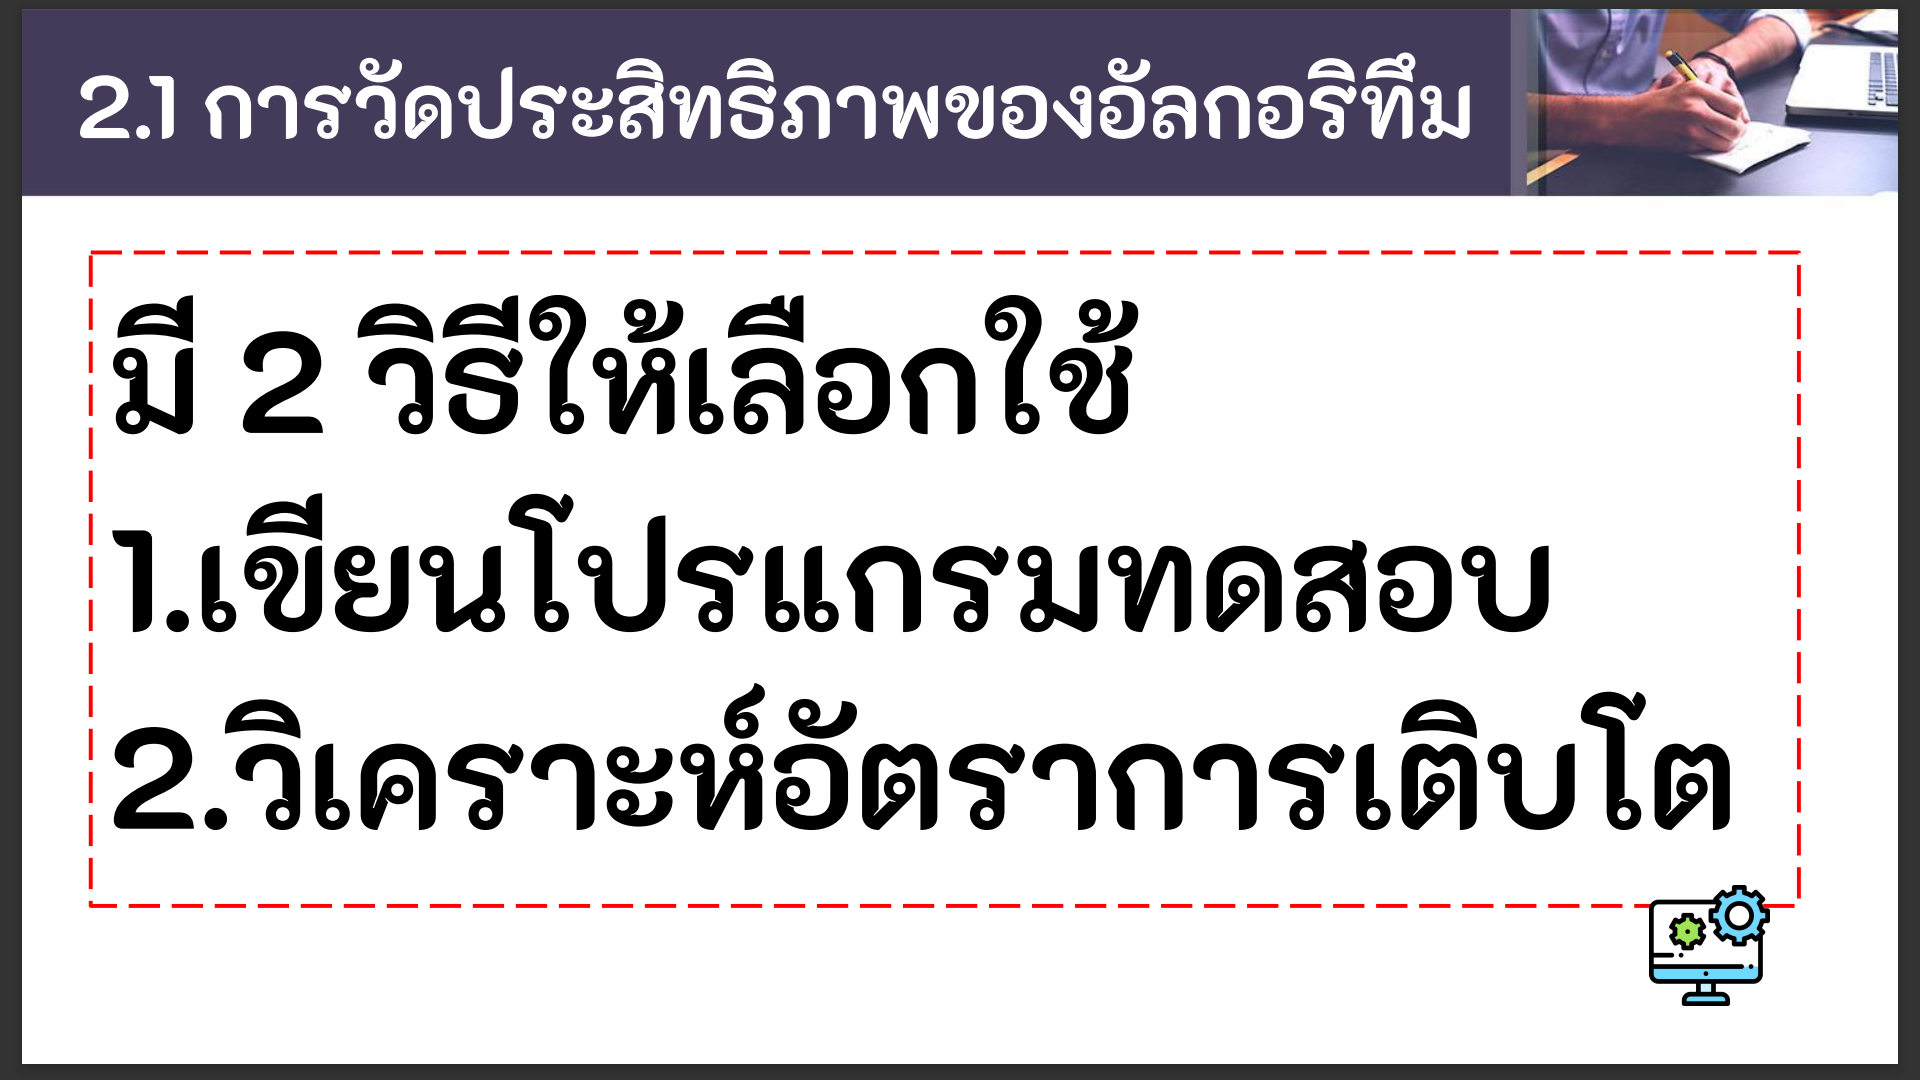 2.1 การวัดประสิทธิภาพของอัลกอริทึม
มี 2 วิธีให้เลือกใช้
1.เขียนโปรแกรมทดสอบ
2.วิเคราะห์อัตราการเติบโต